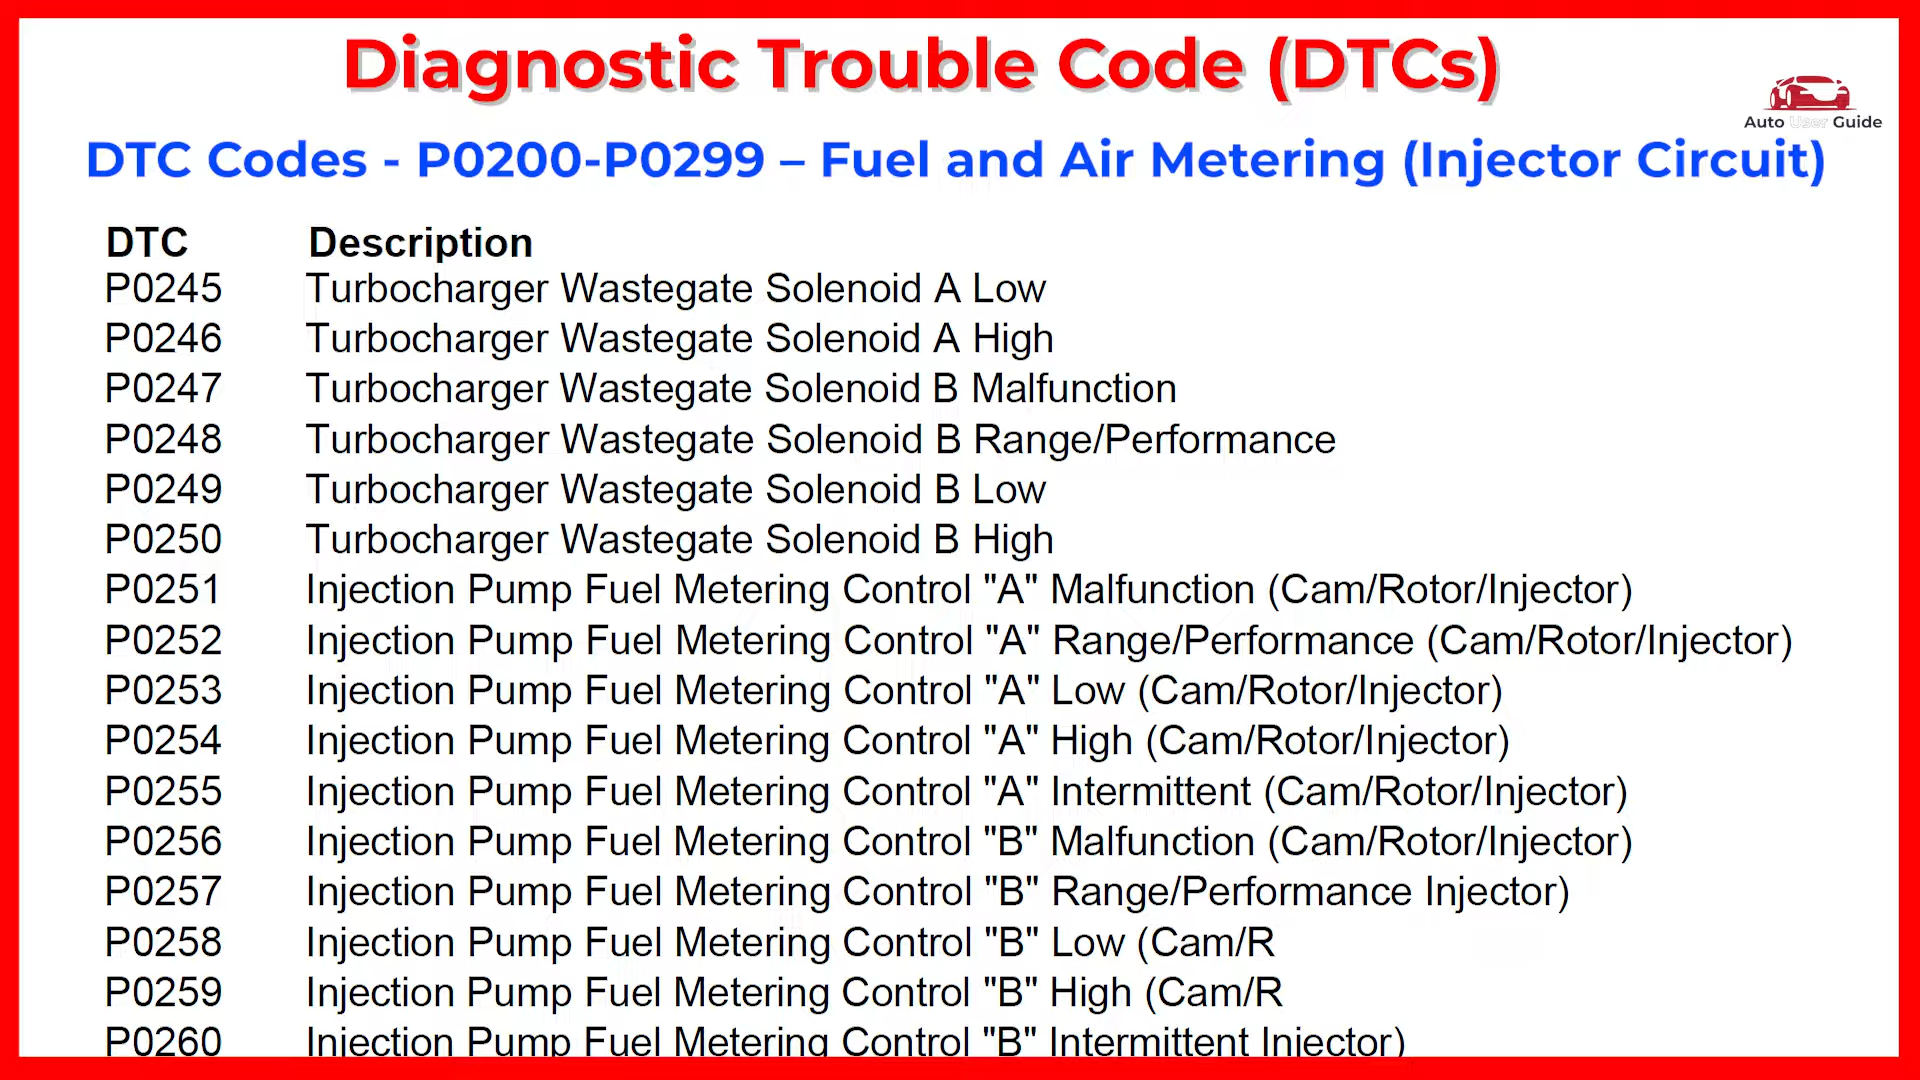 Diagnostic Trouble Code (DTCs)
Auto User Guide
DTC Codes - P0200-P0299 – Fuel and Air Metering (Injector Circuit)
DTC Description
P0245 Turbocharger Wastegate Solenoid A Low
P0246 Turbocharger Wastegate Solenoid A High
P0247 Turbocharger Wastegate Solenoid B Malfunction
P0248 Turbocharger Wastegate Solenoid B Range/Performance
P0249 Turbocharger Wastegate Solenoid B Low
P0250 Turbocharger Wastegate Solenoid B High
P0251 Injection Pump Fuel Metering Control "A" Malfunction (Cam/Rotor/Injector)
P0252 Injection Pump Fuel Metering Control "A" Range/Performance (Cam/Rotor/Injector)
P0253 Injection Pump Fuel Metering Control "A" Low (Cam/Rotor/Injector)
P0254 Injection Pump Fuel Metering Control "A" High (Cam/Rotor/Injector)
P0255 Injection Pump Fuel Metering Control "A" Intermittent (Cam/Rotor/Injector)
P0256 Injection Pump Fuel Metering Control "B" Malfunction (Cam/Rotor/Injector)
P0257 Injection Pump Fuel Metering Control "B" Range/Performance Injector)
P0258 Injection Pump Fuel Metering Control "B" Low (Cam/R
P0259 Injection Pump Fuel Metering Control "B" High (Cam/R
P0260 Injection Pump Fuel Metering Control "B" Intermittent Injector)